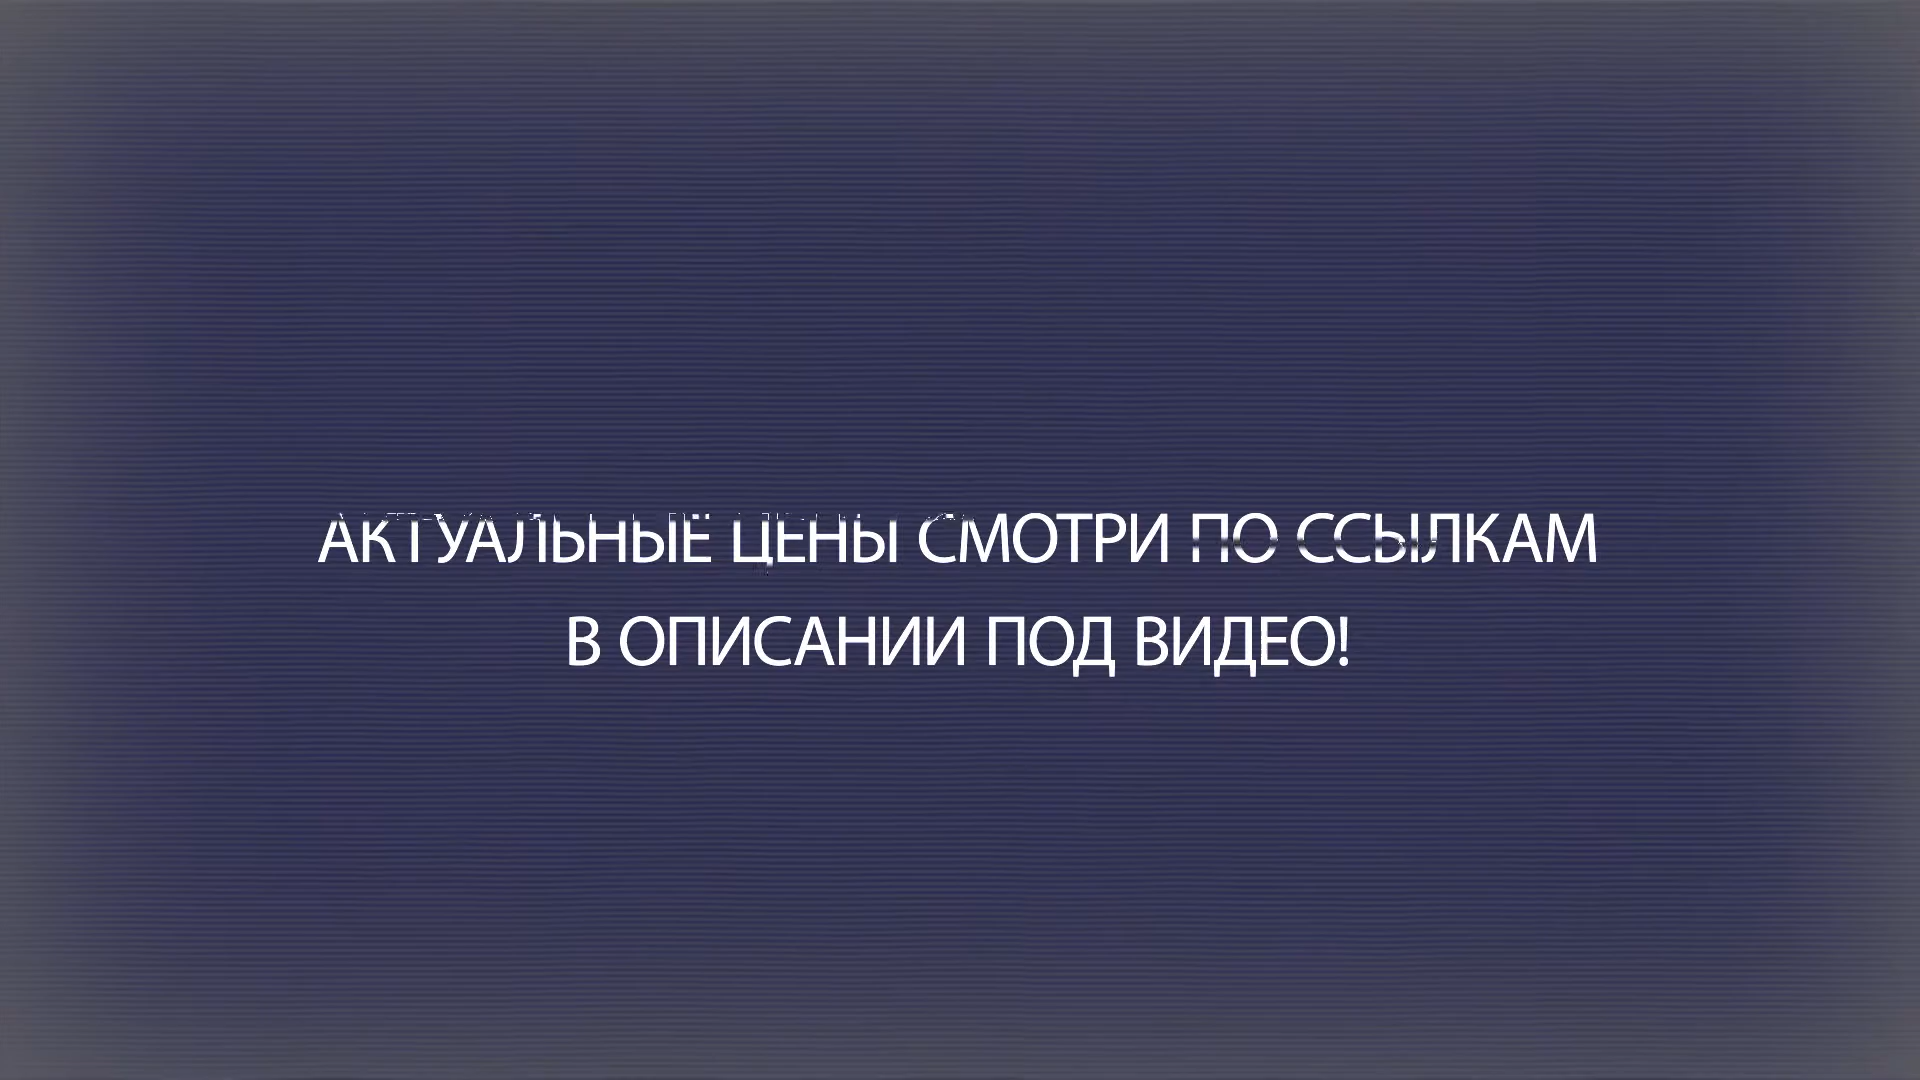 АКТУАЛЬНЫЕ ЦЕНЫ СМОТРИ ПО ССЫЛКАМ
В ОПИСАНИИ ПОД ВИДЕО!